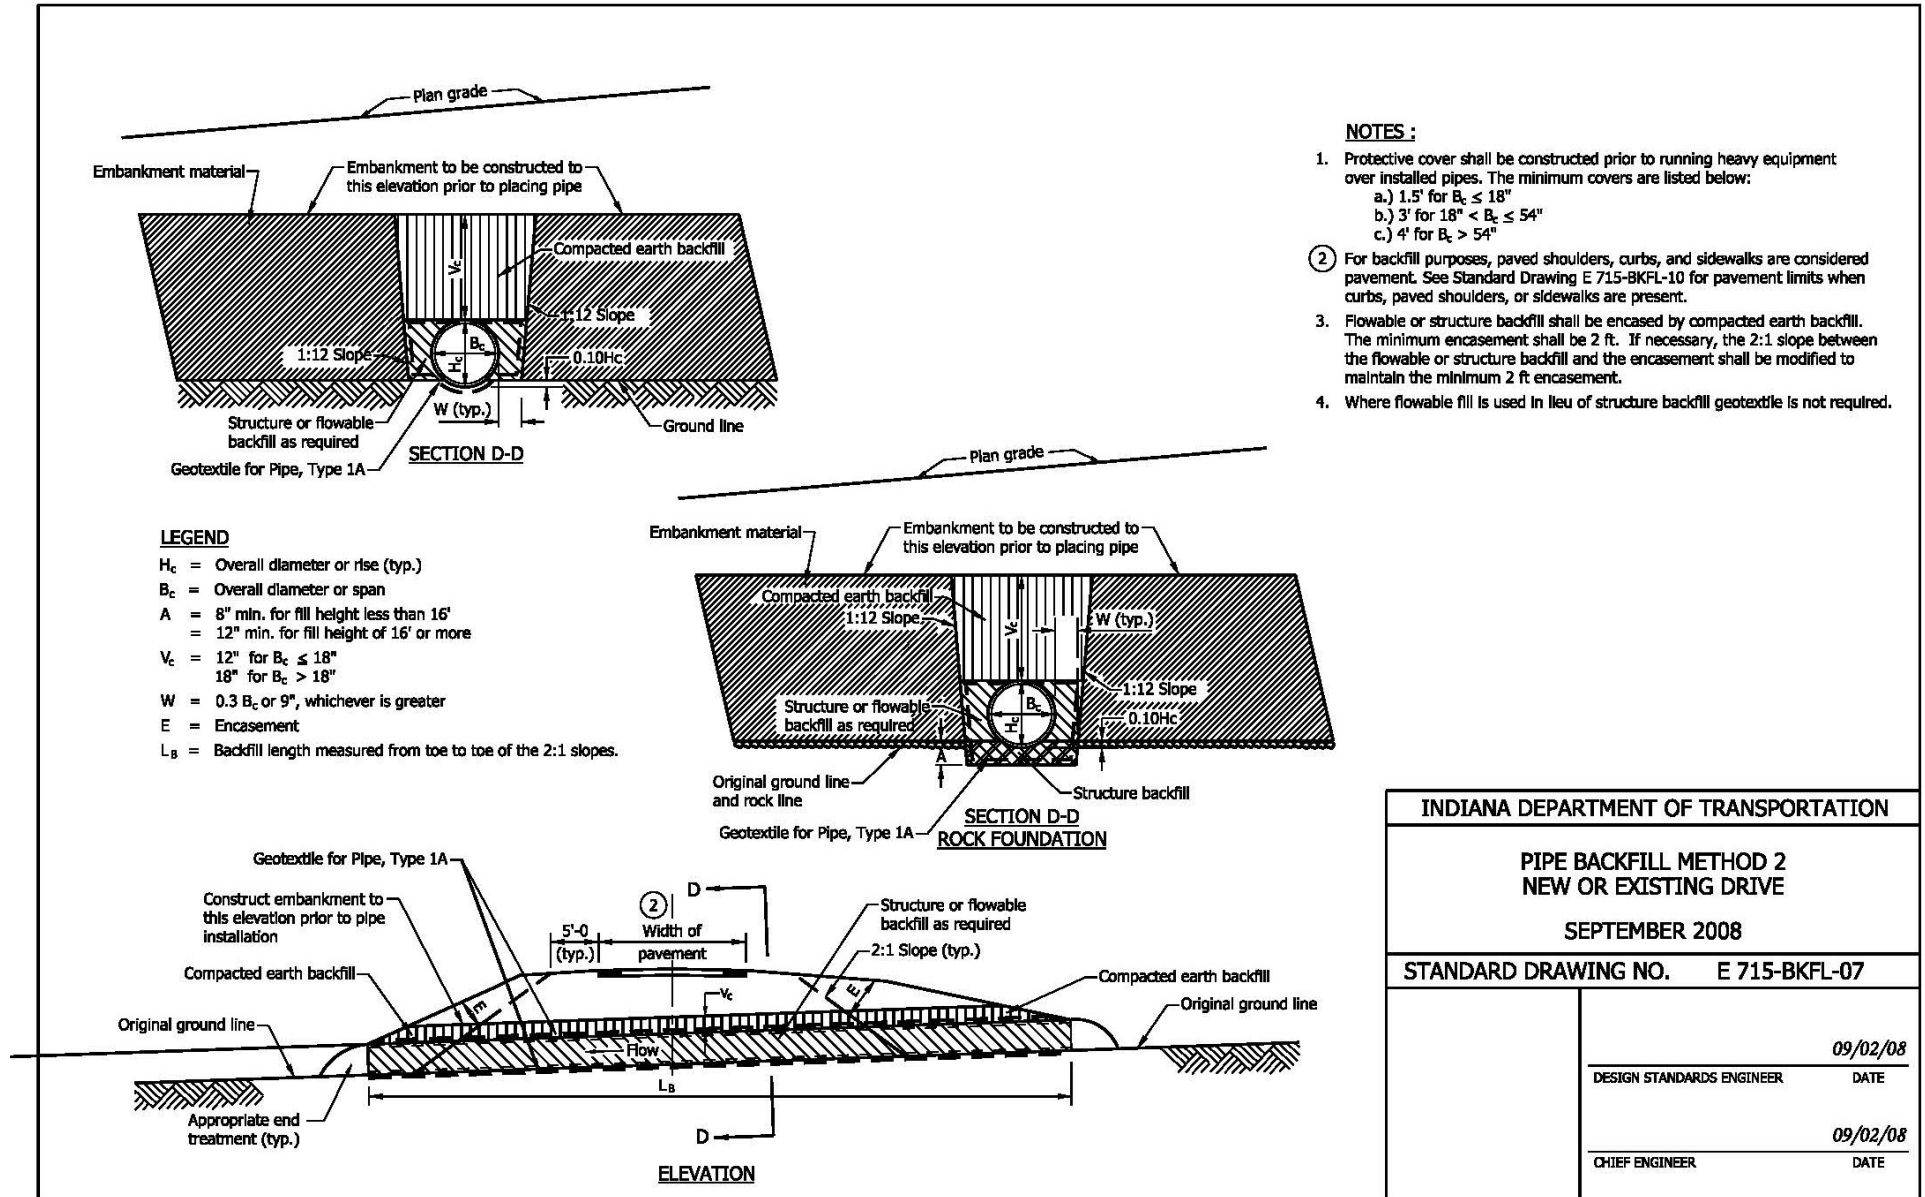 Plan grade
Embankment material
Embankment to be constructed to
this elevation prior to placing pipe
Compacted earth backfill
Vc
1:12 Slope
1:12 Slope
Bc
Hc
0.10Hc
W (typ.)
Structure or flowable
backfill as required
Ground line
Geotextile for Pipe, Type 1A
SECTION D-D
NOTES :
1. Protective cover shall be constructed prior to running heavy equipment
over installed pipes. The minimum covers are listed below:
a.) 1.5' for Bc ≤ 18"
b.) 3' for 18" < Bc ≤ 54"
c.) 4' for Bc > 54"
2 For backfill purposes, paved shoulders, curbs, and sidewalks are considered
pavement. See Standard Drawing E 715-BKFL-10 for pavement limits when
curbs, paved shoulders, or sidewalks are present.
3. Flowable or structure backfill shall be encased by compacted earth backfill.
The minimum encasement shall be 2 ft. If necessary, the 2:1 slope between
the flowable or structure backfill and the encasement shall be modified to
maintain the minimum 2 ft encasement.
4. Where flowable fill is used in lieu of structure backfill geotextile is not required.
LEGEND
Hc = Overall diameter or rise (typ.)
Bc = Overall diameter or span
A = 8" min. for fill height less than 16'
= 12" min. for fill height of 16' or more
Vc = 12" for Bc ≤ 18"
18" for Bc > 18"
W = 0.3 Bc or 9", whichever is greater
E = Encasement
LB = Backfill length measured from toe to toe of the 2:1 slopes.
Plan grade
Embankment material
Embankment to be constructed to
this elevation prior to placing pipe
Compacted earth backfill
1:12 Slope
Vc
W (typ.)
1:12 Slope
Structure or flowable
backfill as required
Bc
Hc
0.10Hc
A
Original ground line
and rock line
Structure backfill
Geotextile for Pipe, Type 1A
SECTION D-D
ROCK FOUNDATION
Geotextile for Pipe, Type 1A
Construct embankment to
this elevation prior to pipe
installation
Compacted earth backfill
Original ground line
5'-0
(typ.)
2
Width of
pavement
D
Structure or flowable
backfill as required
2:1 Slope (typ.)
E
E
Vc
Compacted earth backfill
Original ground line
Flow
LB
Appropriate end
treatment (typ.)
D
ELEVATION
INDIANA DEPARTMENT OF TRANSPORTATION
PIPE BACKFILL METHOD 2
NEW OR EXISTING DRIVE
SEPTEMBER 2008
STANDARD DRAWING NO. E 715-BKFL-07
09/02/08
DESIGN STANDARDS ENGINEER DATE
09/02/08
CHIEF ENGINEER DATE